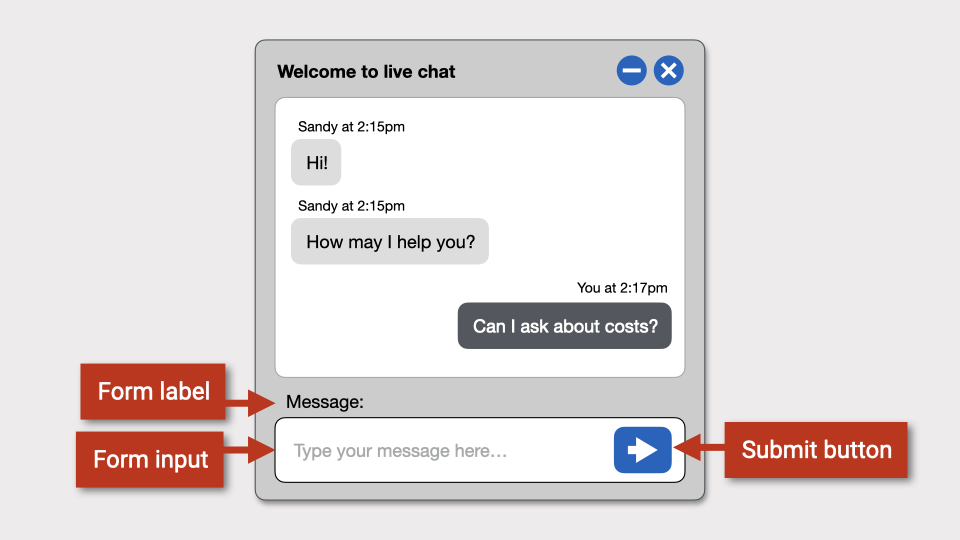 Welcome to live chat
Sandy at 2:15pm
Hi!
Sandy at 2:15pm
How may I help you?
You at 2:17pm
Can I ask about costs?
Form label
Message:
Form input
Type your message here...
Submit button